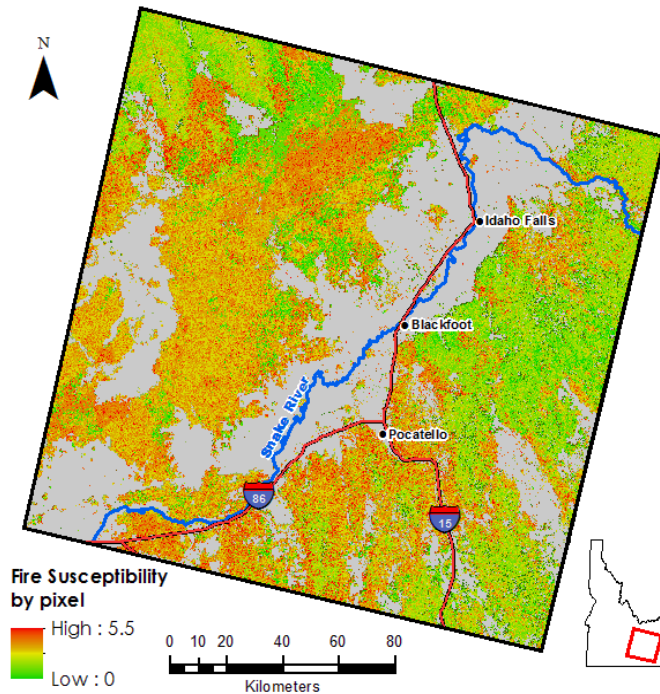 N
Idaho Falls
Blackfoot
Snake River
Pocatello
86
15
Fire Susceptibility
by pixel
High : 5.5
Low : 0
0 10 20 40 60 80
Kilometers